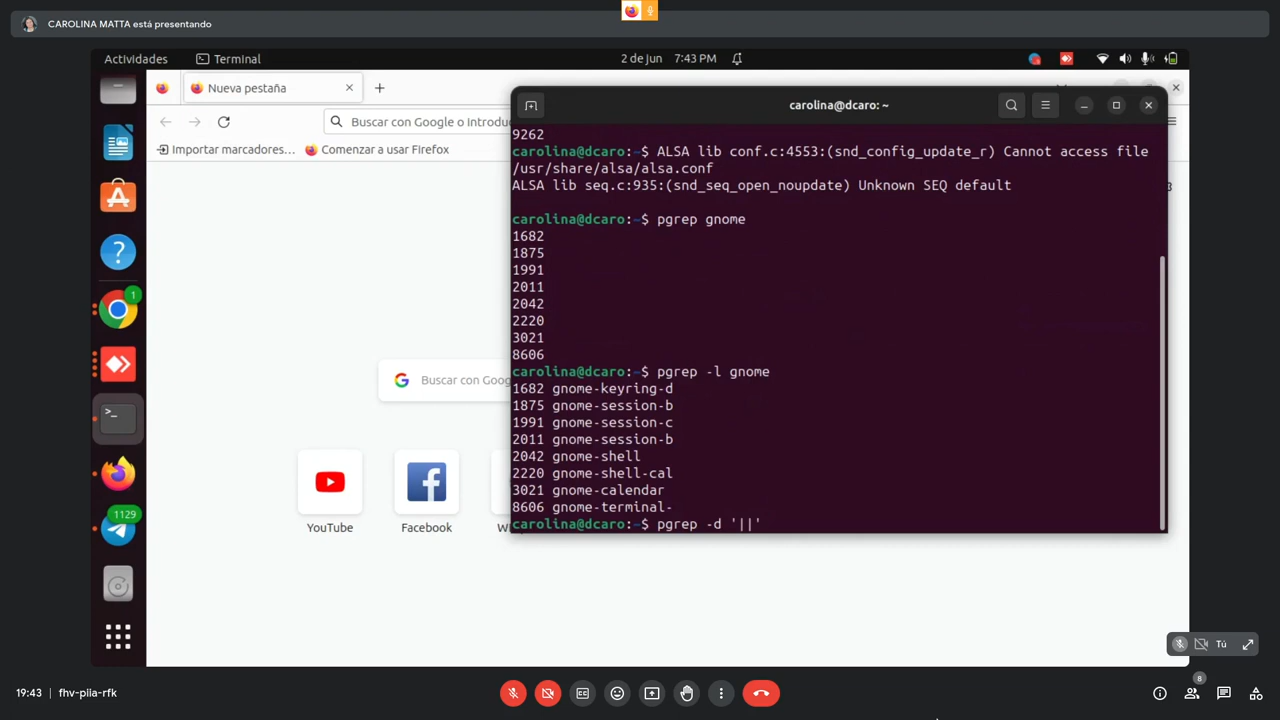 CAROLINA MATTA está presentando
Actividades
Terminal
2 de jun 7:43 PM
Nueva pestaña
Buscar con Google o Introdu
Importar marcadores...
Comenzar a usar Firefox
Buscar con Goog
YouTube
Facebook
carolina@dcaro: ~
9262
carolina@dcaro:~$ ALSA lib conf.c:4553:(snd_config_update_r) Cannot access file
/usr/share/alsa/alsa.conf
ALSA lib seq.c:935:(snd_seq_open_noupdate) Unknown SEQ default
carolina@dcaro:~$ pgrep gnome
1682
1875
1991
2011
2042
2220
3021
8606
carolina@dcaro:~$ pgrep -l gnome
1682 gnome-keyring-d
1875 gnome-session-b
1991 gnome-session-c
2011 gnome-session-b
2042 gnome-shell
2220 gnome-shell-cal
3021 gnome-calendar
8606 gnome-terminal-
carolina@dcaro:~$ pgrep -d '||'
1
1129
Tú
19:43
fhv-piia-rfk
8